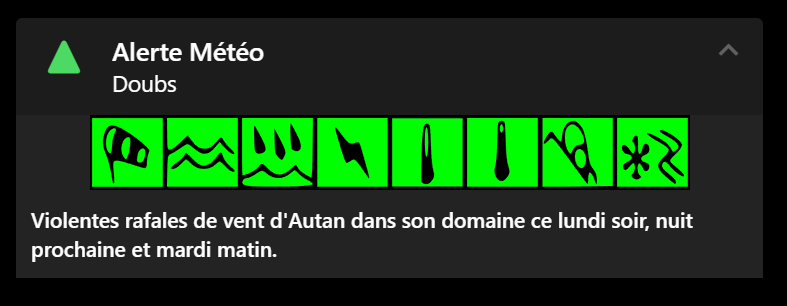 Alerte Météo
Doubs
Violentes rafales de vent d'Autan dans son domaine ce lundi soir, nuit
prochaine et mardi matin.